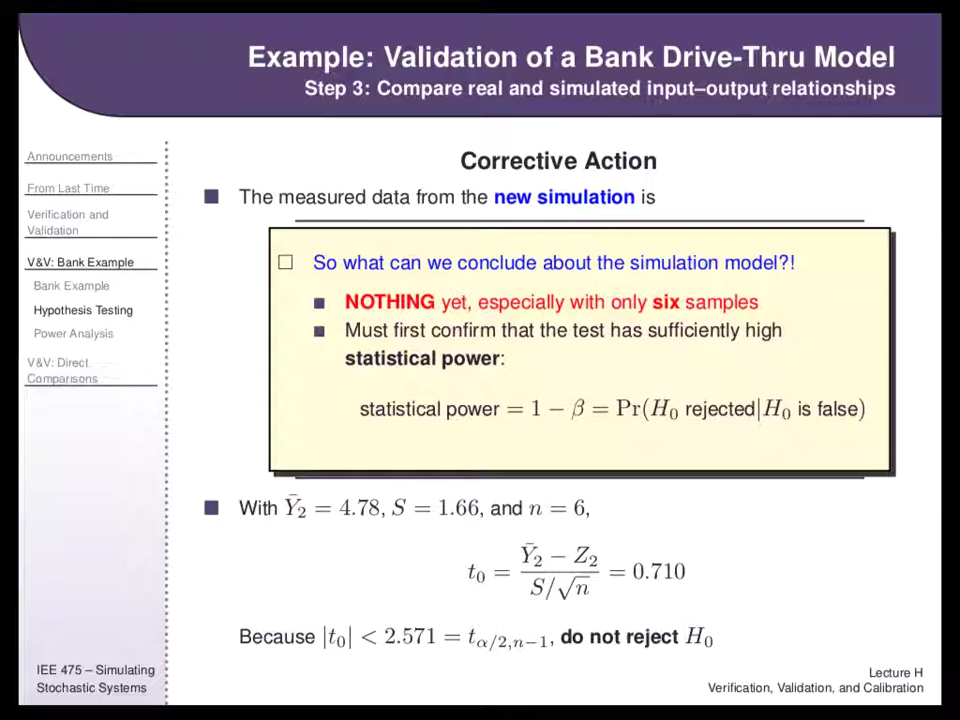 Example: Validation of a Bank Drive-Thru Model
Step 3: Compare real and simulated input–output relationships
Announcements
From Last Time
Verification and
Validation
V&V: Bank Example
Bank Example
Hypothesis Testing
Power Analysis
V&V: Direct
Comparisons
Corrective Action
The measured data from the new simulation is
So what can we conclude about the simulation model?!
NOTHING yet, especially with only six samples
Must first confirm that the test has sufficiently high
statistical power:
statistical power = 1 − β = Pr(H₀ rejected|H₀ is false)
With Ȳ₂ = 4.78, S = 1.66, and n = 6,
t₀ = (Ȳ₂ − Z₂) / (S/√n) = 0.710
Because |t₀| < 2.571 = t_{α/2,n−1}, do not reject H₀
IEE 475 – Simulating
Stochastic Systems
Lecture H
Verification, Validation, and Calibration